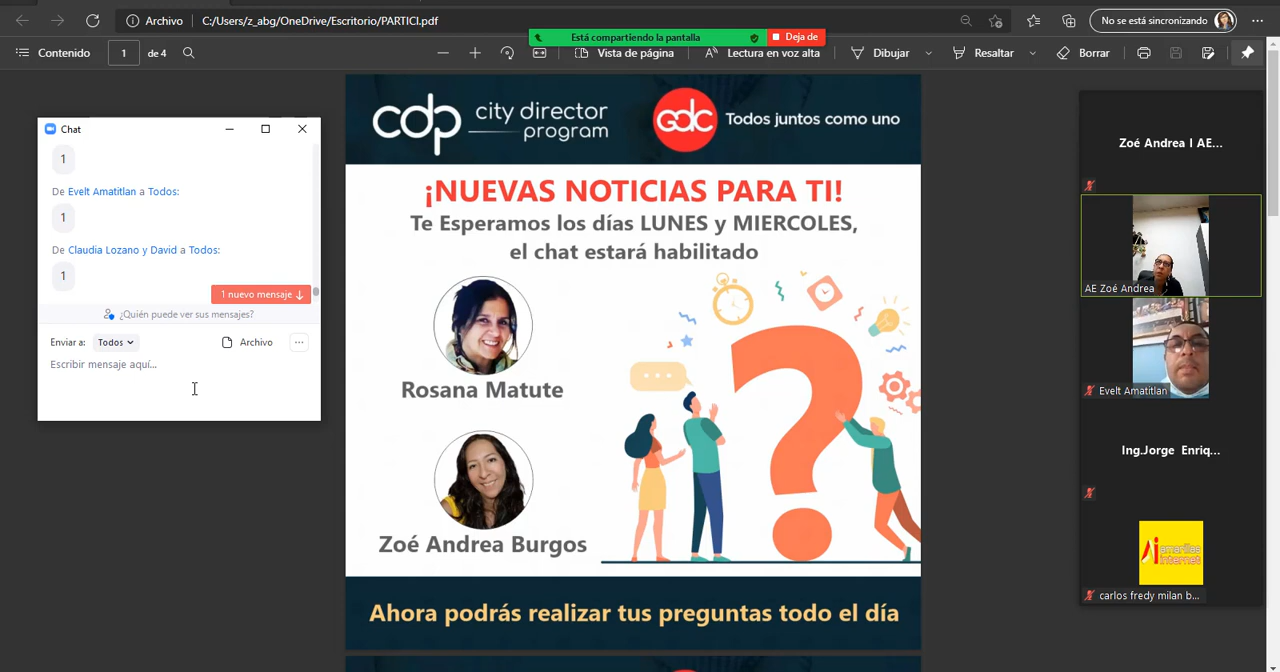 Archivo
C:/Users/z_abg/OneDrive/Escritorio/PARTICI.pdf
No se está sincronizando
Está compartiendo la pantalla
Deja de
Contenido
1
de 4
Vista de página
Lectura en voz alta
Dibujar
Resaltar
Borrar
Chat
1
De Evelt Amatitlan a Todos:
1
De Claudia Lozano y David a Todos:
1
1 nuevo mensaje
¿Quién puede ver sus mensajes?
Enviar a:
Todos
Archivo
Escribir mensaje aquí...
cdp
city director
program
GDC
Todos juntos como uno
¡NUEVAS NOTICIAS PARA TI!
Te Esperamos los días LUNES y MIERCOLES,
el chat estará habilitado
Rosana Matute
Zoé Andrea Burgos
Ahora podrás realizar tus preguntas todo el día
Zoé Andrea I AE...
AE Zoé Andrea
Evelt Amatitlan
Ing.Jorge Enriq...
Ai
amarillas
internet
carlos fredy milan b...